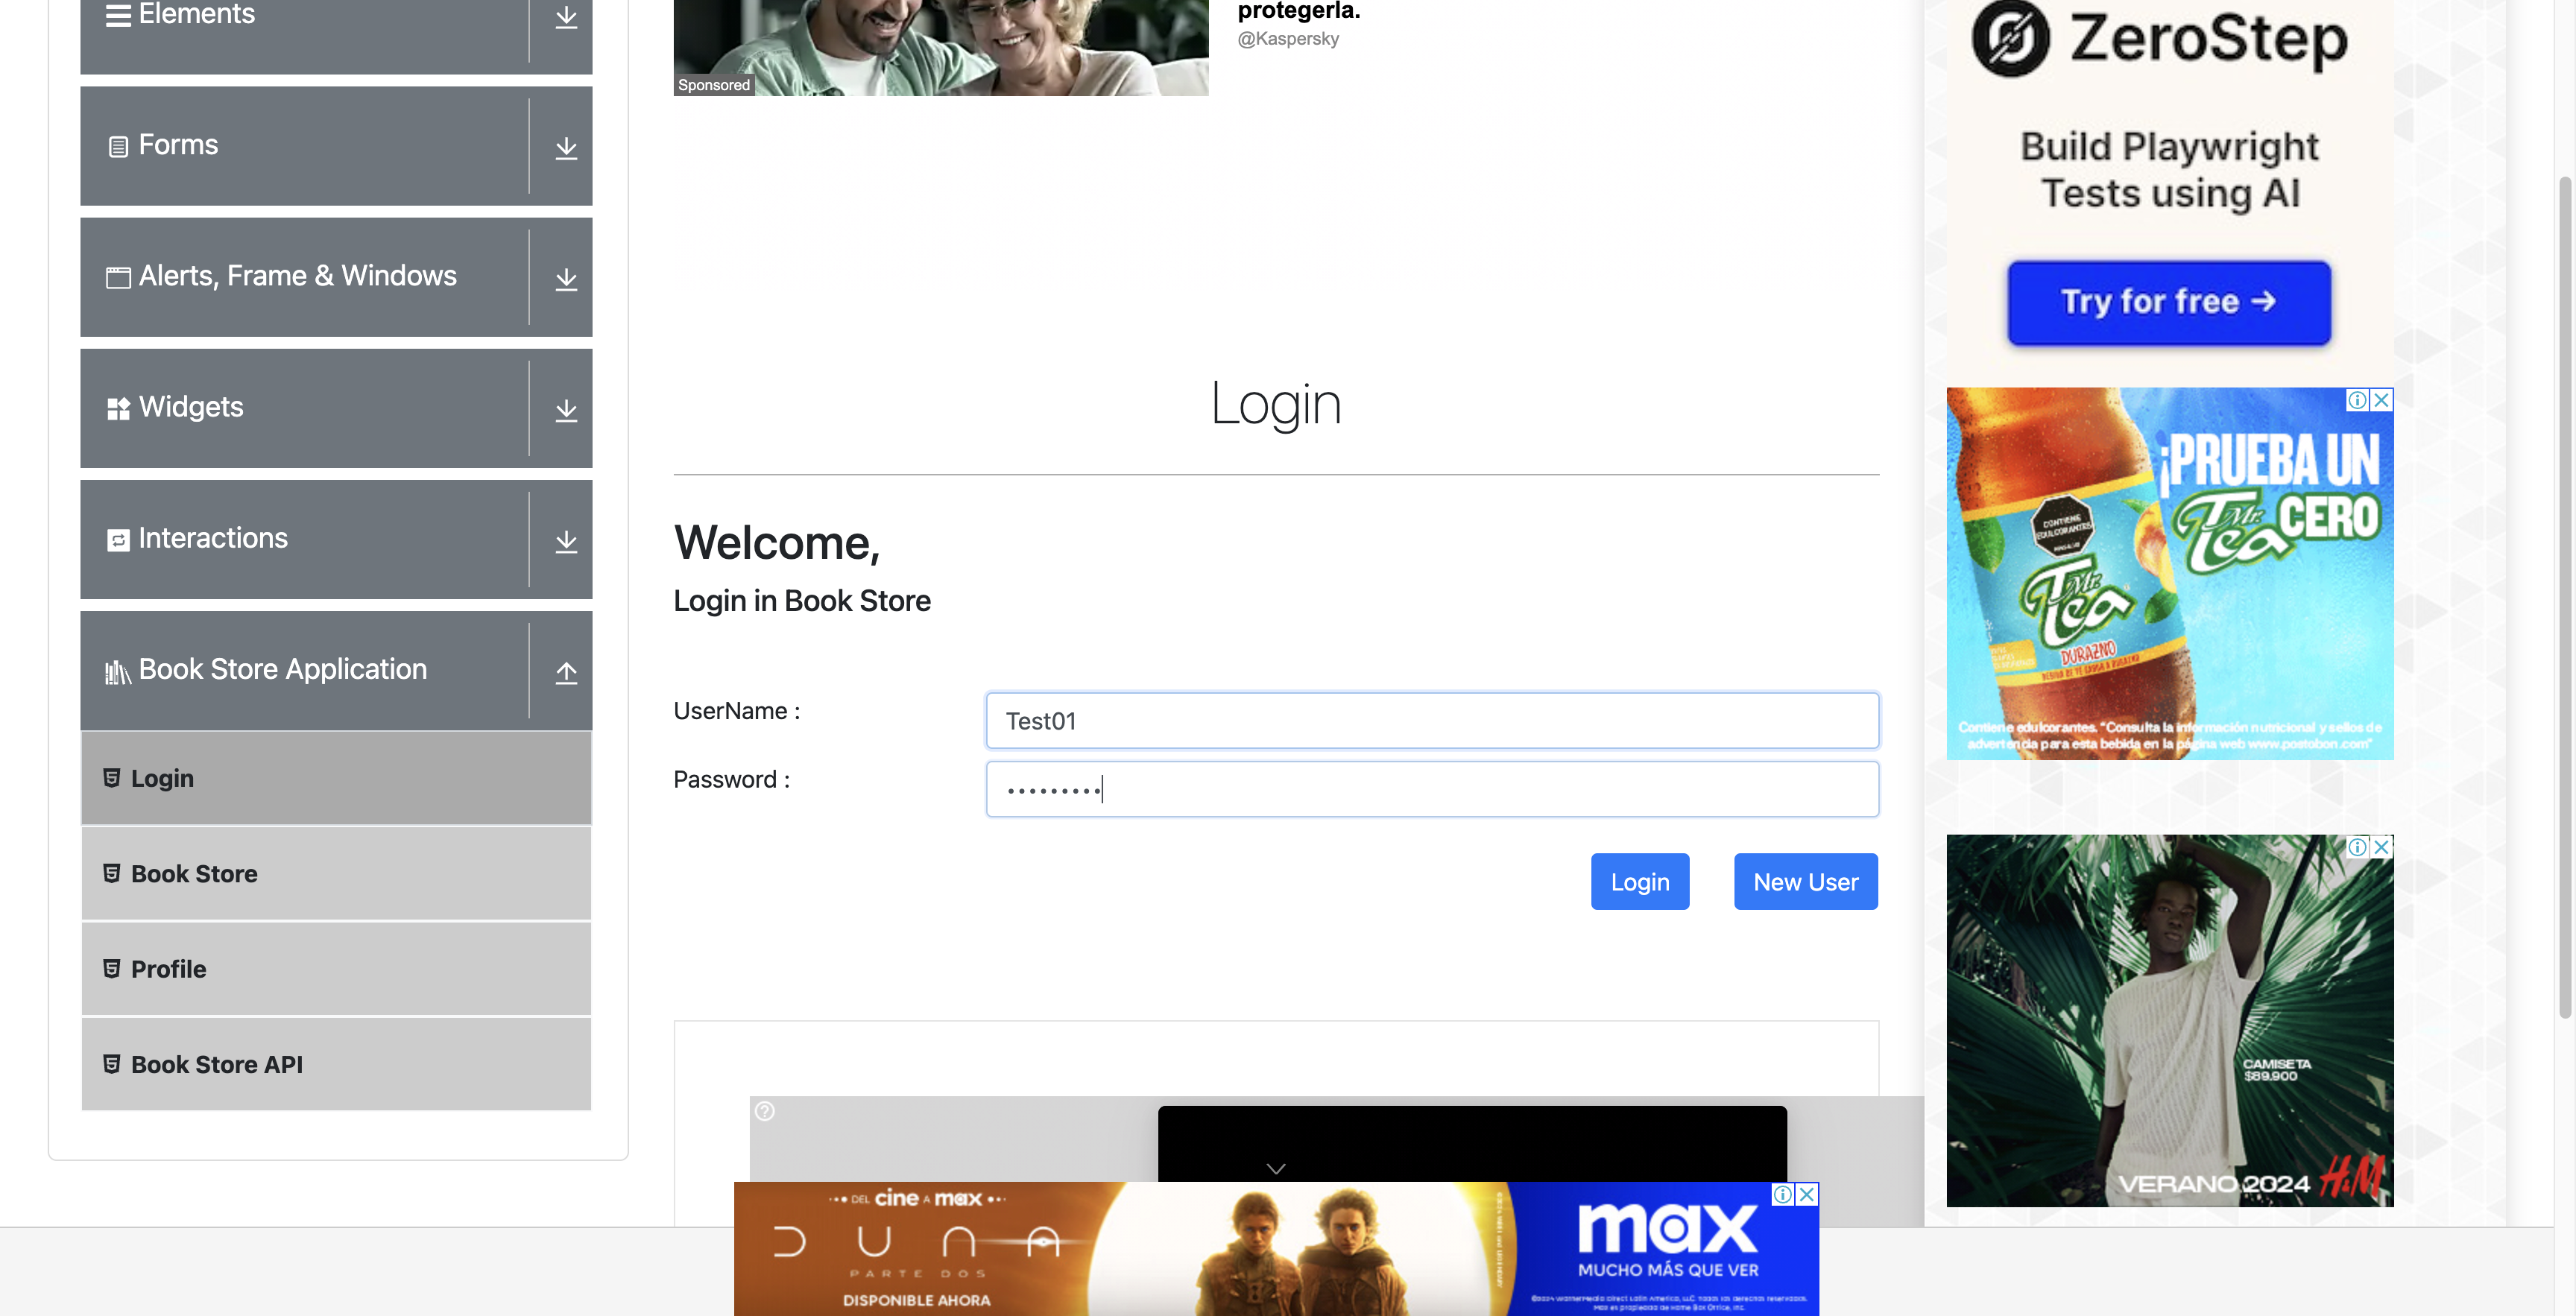 Elements
Forms
Alerts, Frame & Windows
Widgets
Interactions
Book Store Application
Login
Book Store
Profile
Book Store API
protegerla.
@Kaspersky
Sponsored
Login
Welcome,
Login in Book Store
UserName :
Test01
Password :
Login
New User
ZeroStep
Build Playwright
Tests using AI
Try for free →
¡PRUEBA UN
Mr. Tea CERO
CONTIENE
EDULCORANTES
Mr. Tea
DURAZNO
Contiene edulcorantes. "Consulta la información nutricional y sellos de
advertencia para esta bebida en la página web www.postobon.com"
CAMISETA
$89.900
VERANO 2024 H&M
DEL cine A max
DUNA
PARTE DOS
DISPONIBLE AHORA
max
MUCHO MÁS QUE VER